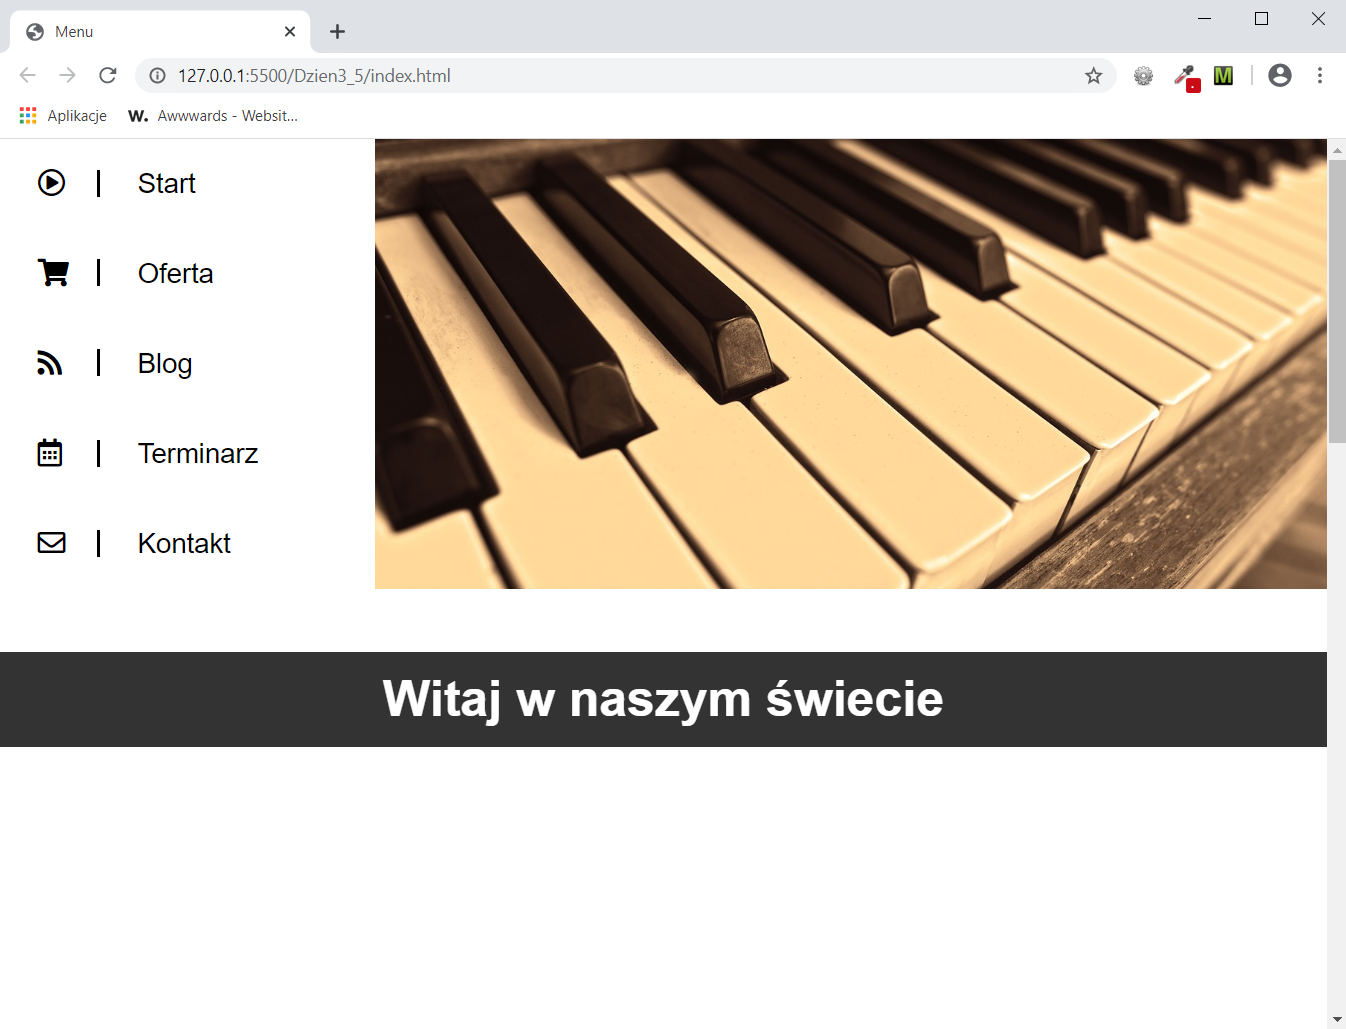 Menu
127.0.0.1:5500/Dzien3_5/index.html
M
Aplikacje
W. Awwwards - Websit...
Start
Oferta
Blog
Terminarz
Kontakt
Witaj w naszym świecie